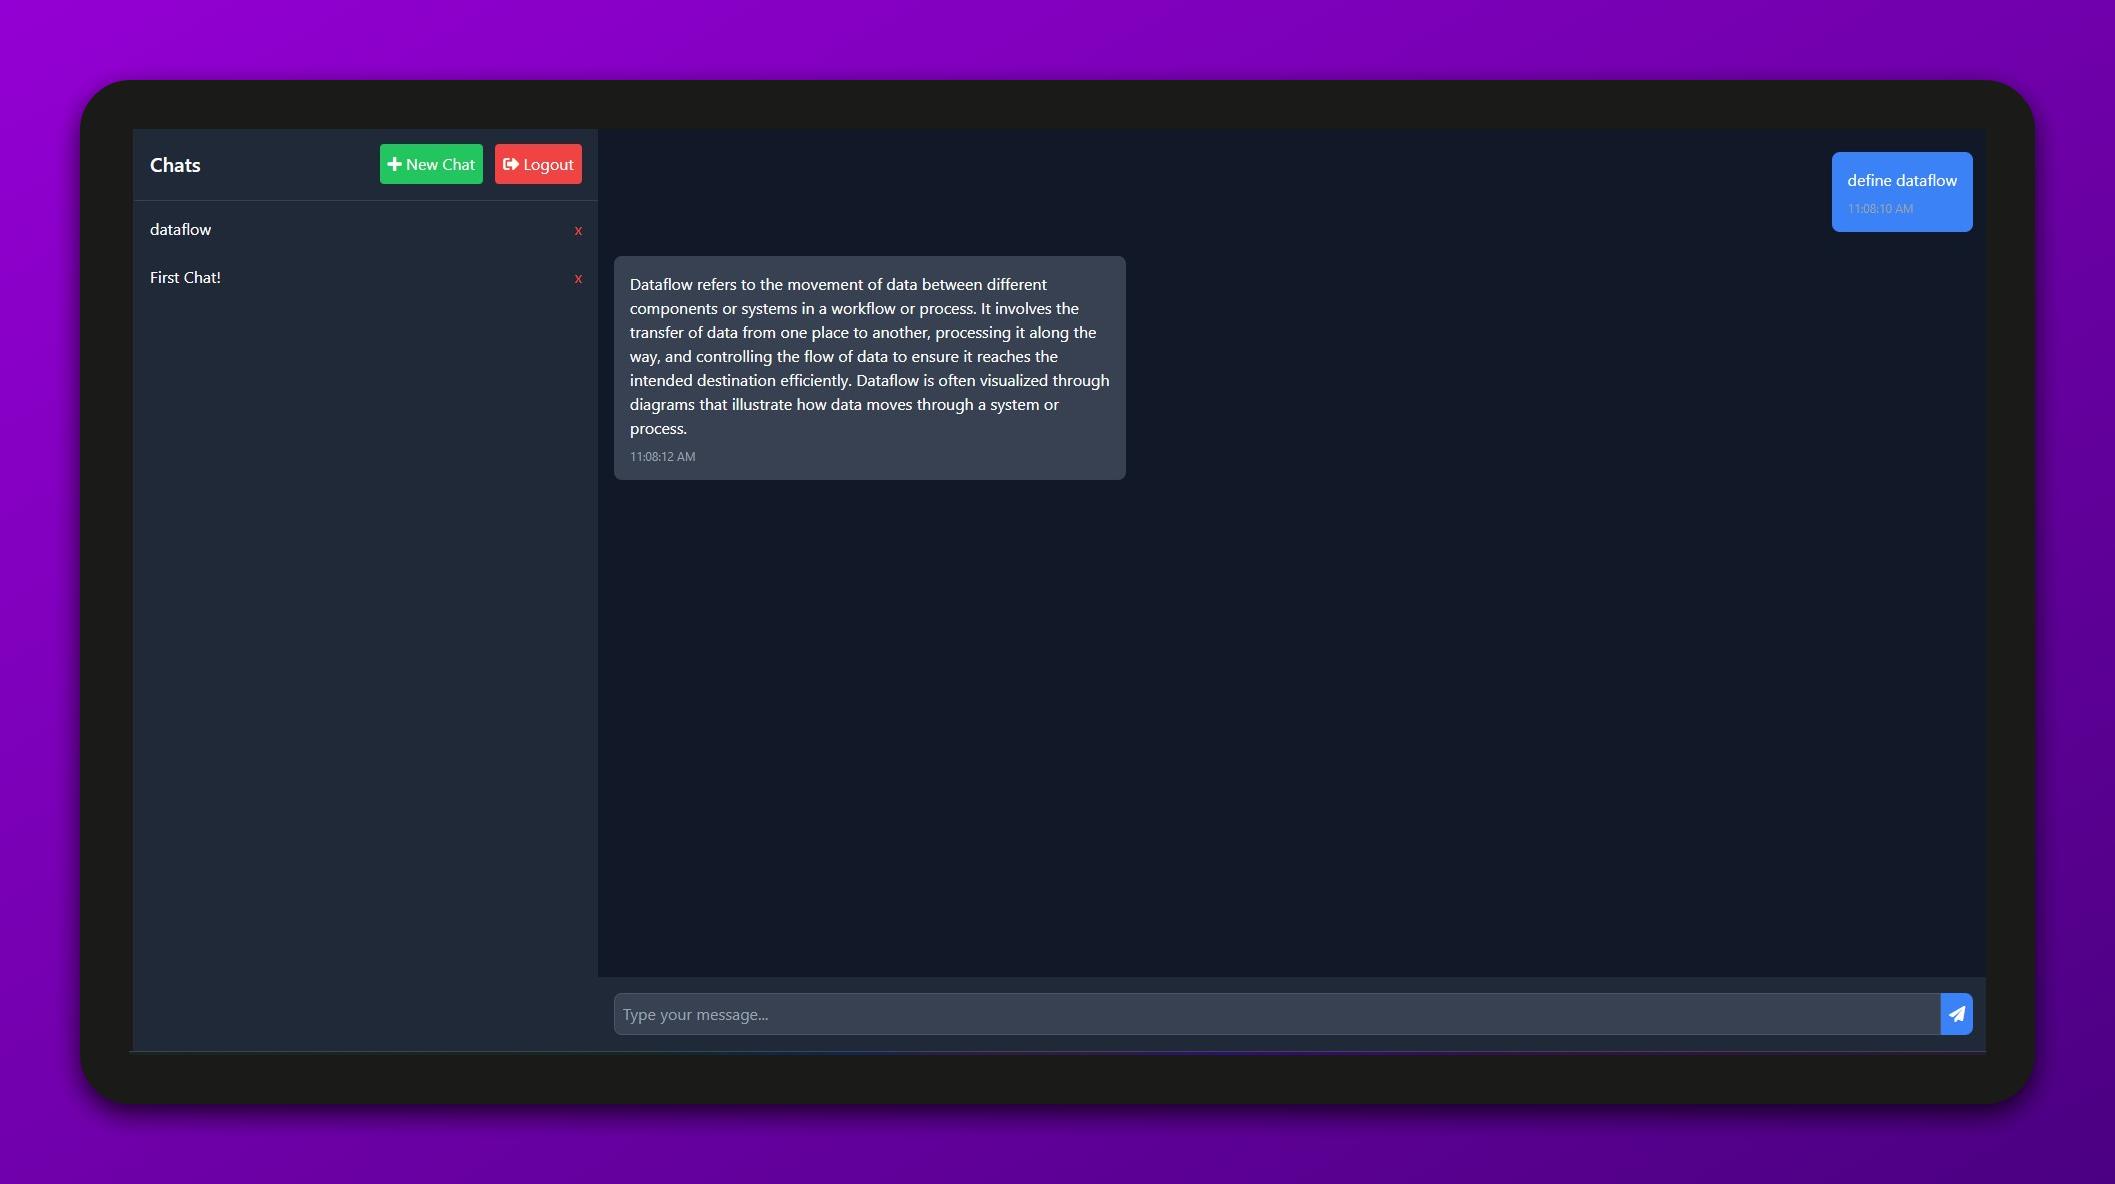 Chats
New Chat
Logout
dataflow
x
First Chat!
x
define dataflow
11:08:10 AM
Dataflow refers to the movement of data between different
components or systems in a workflow or process. It involves the
transfer of data from one place to another, processing it along the
way, and controlling the flow of data to ensure it reaches the
intended destination efficiently. Dataflow is often visualized through
diagrams that illustrate how data moves through a system or
process.
11:08:12 AM
Type your message...